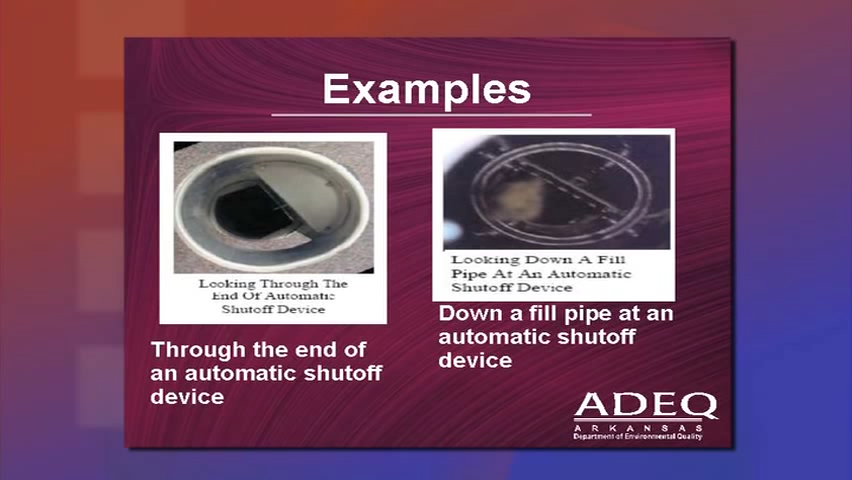 Examples
Looking Through The
End Of Automatic
Shutoff Device
Looking Down A Fill
Pipe At An Automatic
Shutoff Device
Through the end of
an automatic shutoff
device
Down a fill pipe at an
automatic shutoff
device
ADEQ
ARKANSAS
Department of Environmental Quality